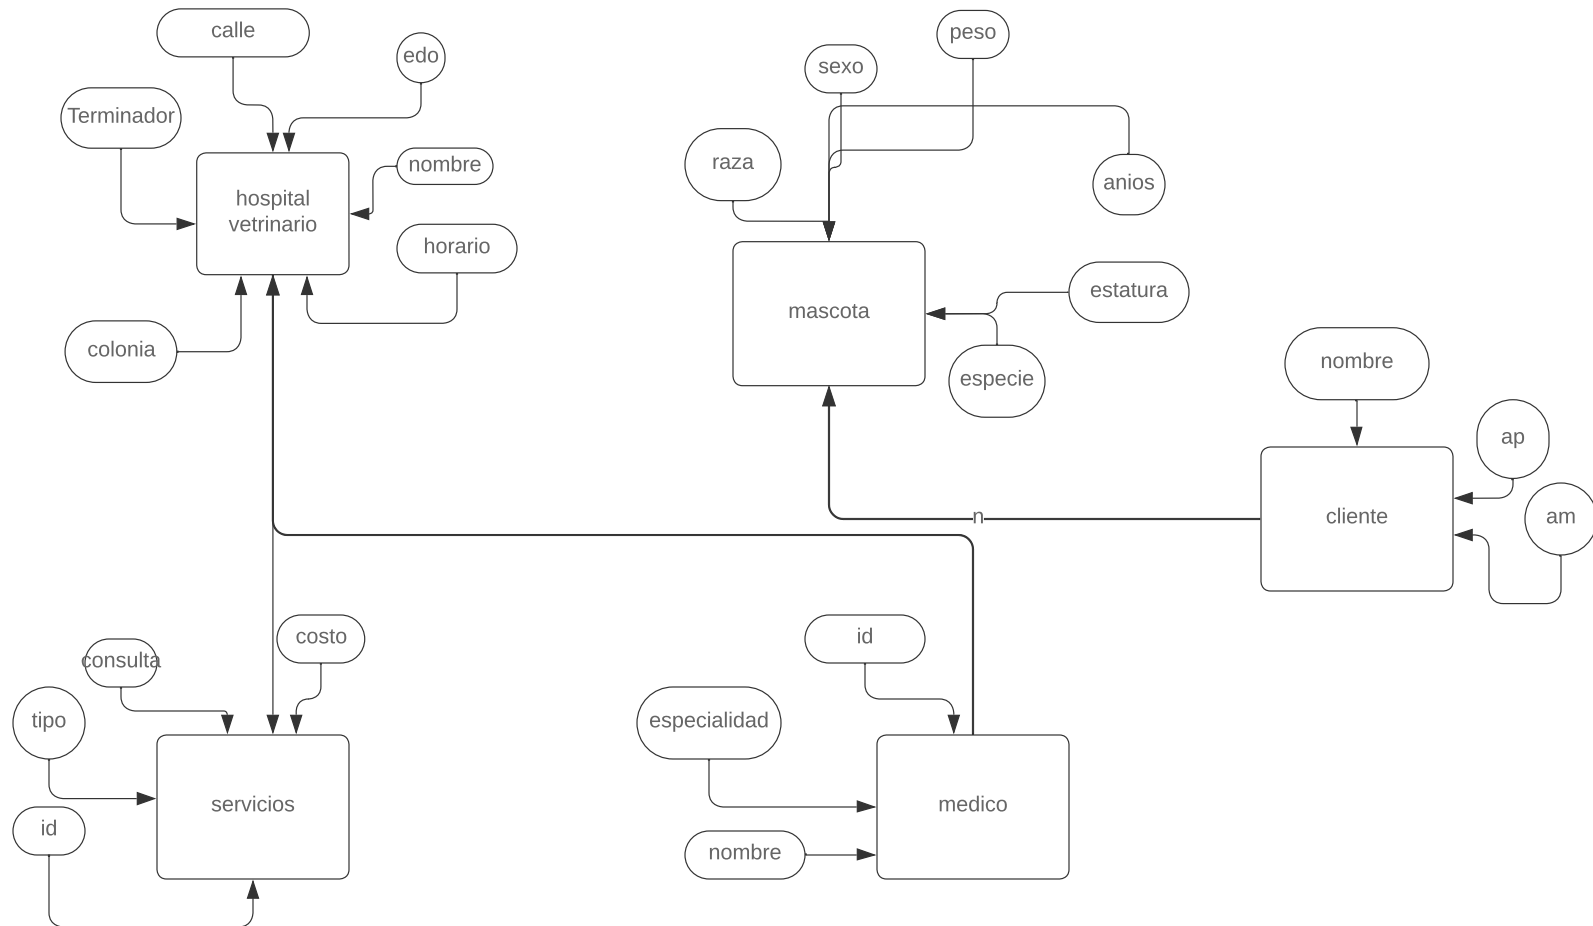 calle
edo
Terminador
nombre
hospital
vetrinario
horario
colonia
peso
sexo
raza
anios
mascota
estatura
especie
nombre
ap
am
cliente
n
consulta
costo
tipo
id
servicios
id
especialidad
nombre
medico